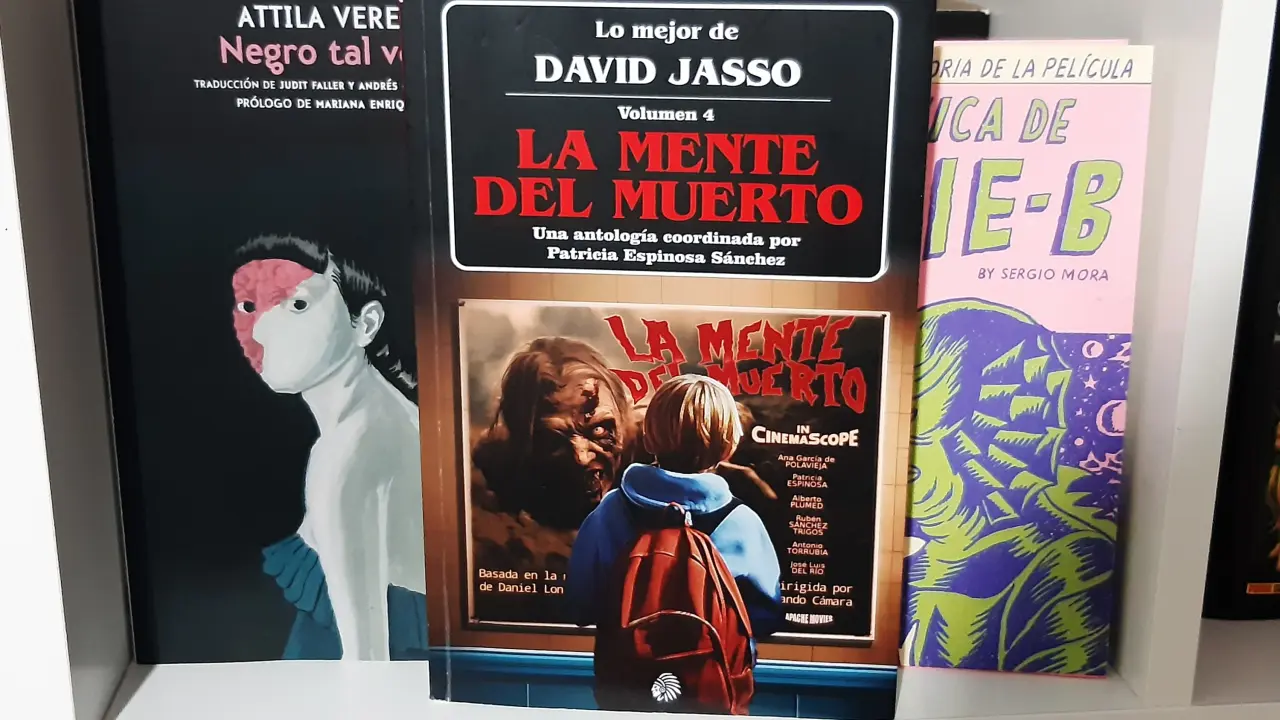 ATTILA VERE
Negro tal v
TRADUCCIÓN DE JUDIT FALLER Y ANDRÉS
PRÓLOGO DE MARIANA ENRIQ
Lo mejor de
DAVID JASSO
Volumen 4
LA MENTE
DEL MUERTO
Una antología coordinada por
Patricia Espinosa Sánchez
LA MENTE
DEL MUERTO
IN
CINEMASCOPE
Ana García de
POLAVIEJA
Patricia
ESPINOSA
Alberto
PLUMED
Rubén
SÁNCHEZ
TRIGOS
Antonio
TORRUBIA
José Luis
DEL RÍO
Basada en la
de Daniel Lon
irigida por
ando Cámara
APACHE MOVIES
ORIA DE LA PELÍCULA
ICA DE
IE-B
BY SERGIO MORA